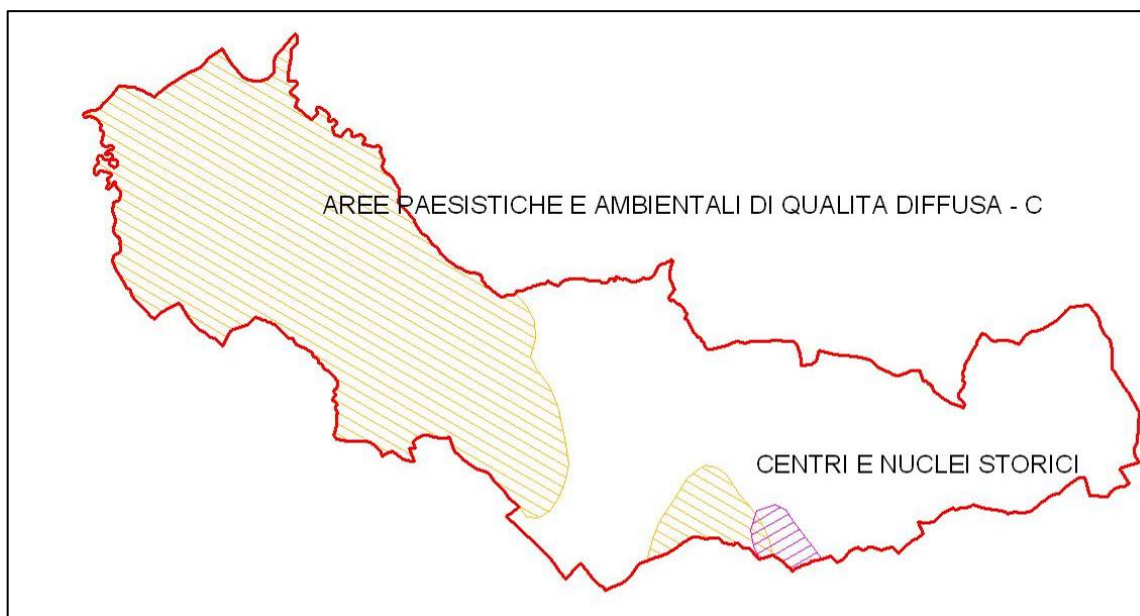 AREE PAESISTICHE E AMBIENTALI DI QUALITA DIFFUSA - C
CENTRI E NUCLEI STORICI